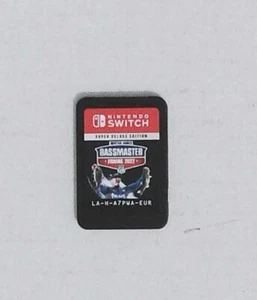 NINTENDO
SWITCH
SUPER DELUXE EDITION
BASSMASTER
FISHING 2022
LA-H-A7PWA-EUR